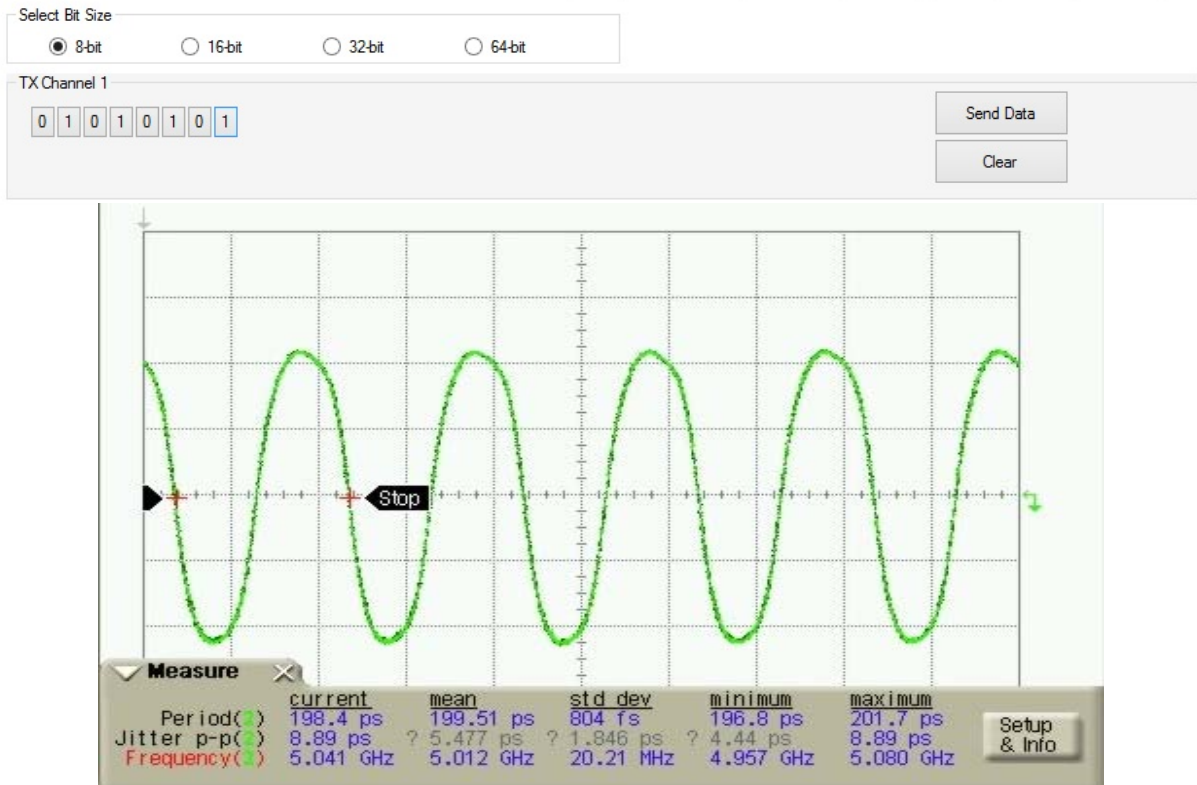 Select Bit Size
8-bit 16-bit 32-bit 64-bit
TX Channel 1
0 1 0 1 0 1 0 1
Send Data
Clear
Stop
Measure
current mean std dev minimum maximum
Period(2) 198.4 ps 199.51 ps 804 fs 196.8 ps 201.7 ps
Jitter p-p(2) 8.89 ps ? 5.477 ps ? 1.846 ps ? 4.44 ps 8.89 ps
Frequency( ) 5.041 GHz 5.012 GHz 20.21 MHz 4.957 GHz 5.080 GHz
Setup
& Info